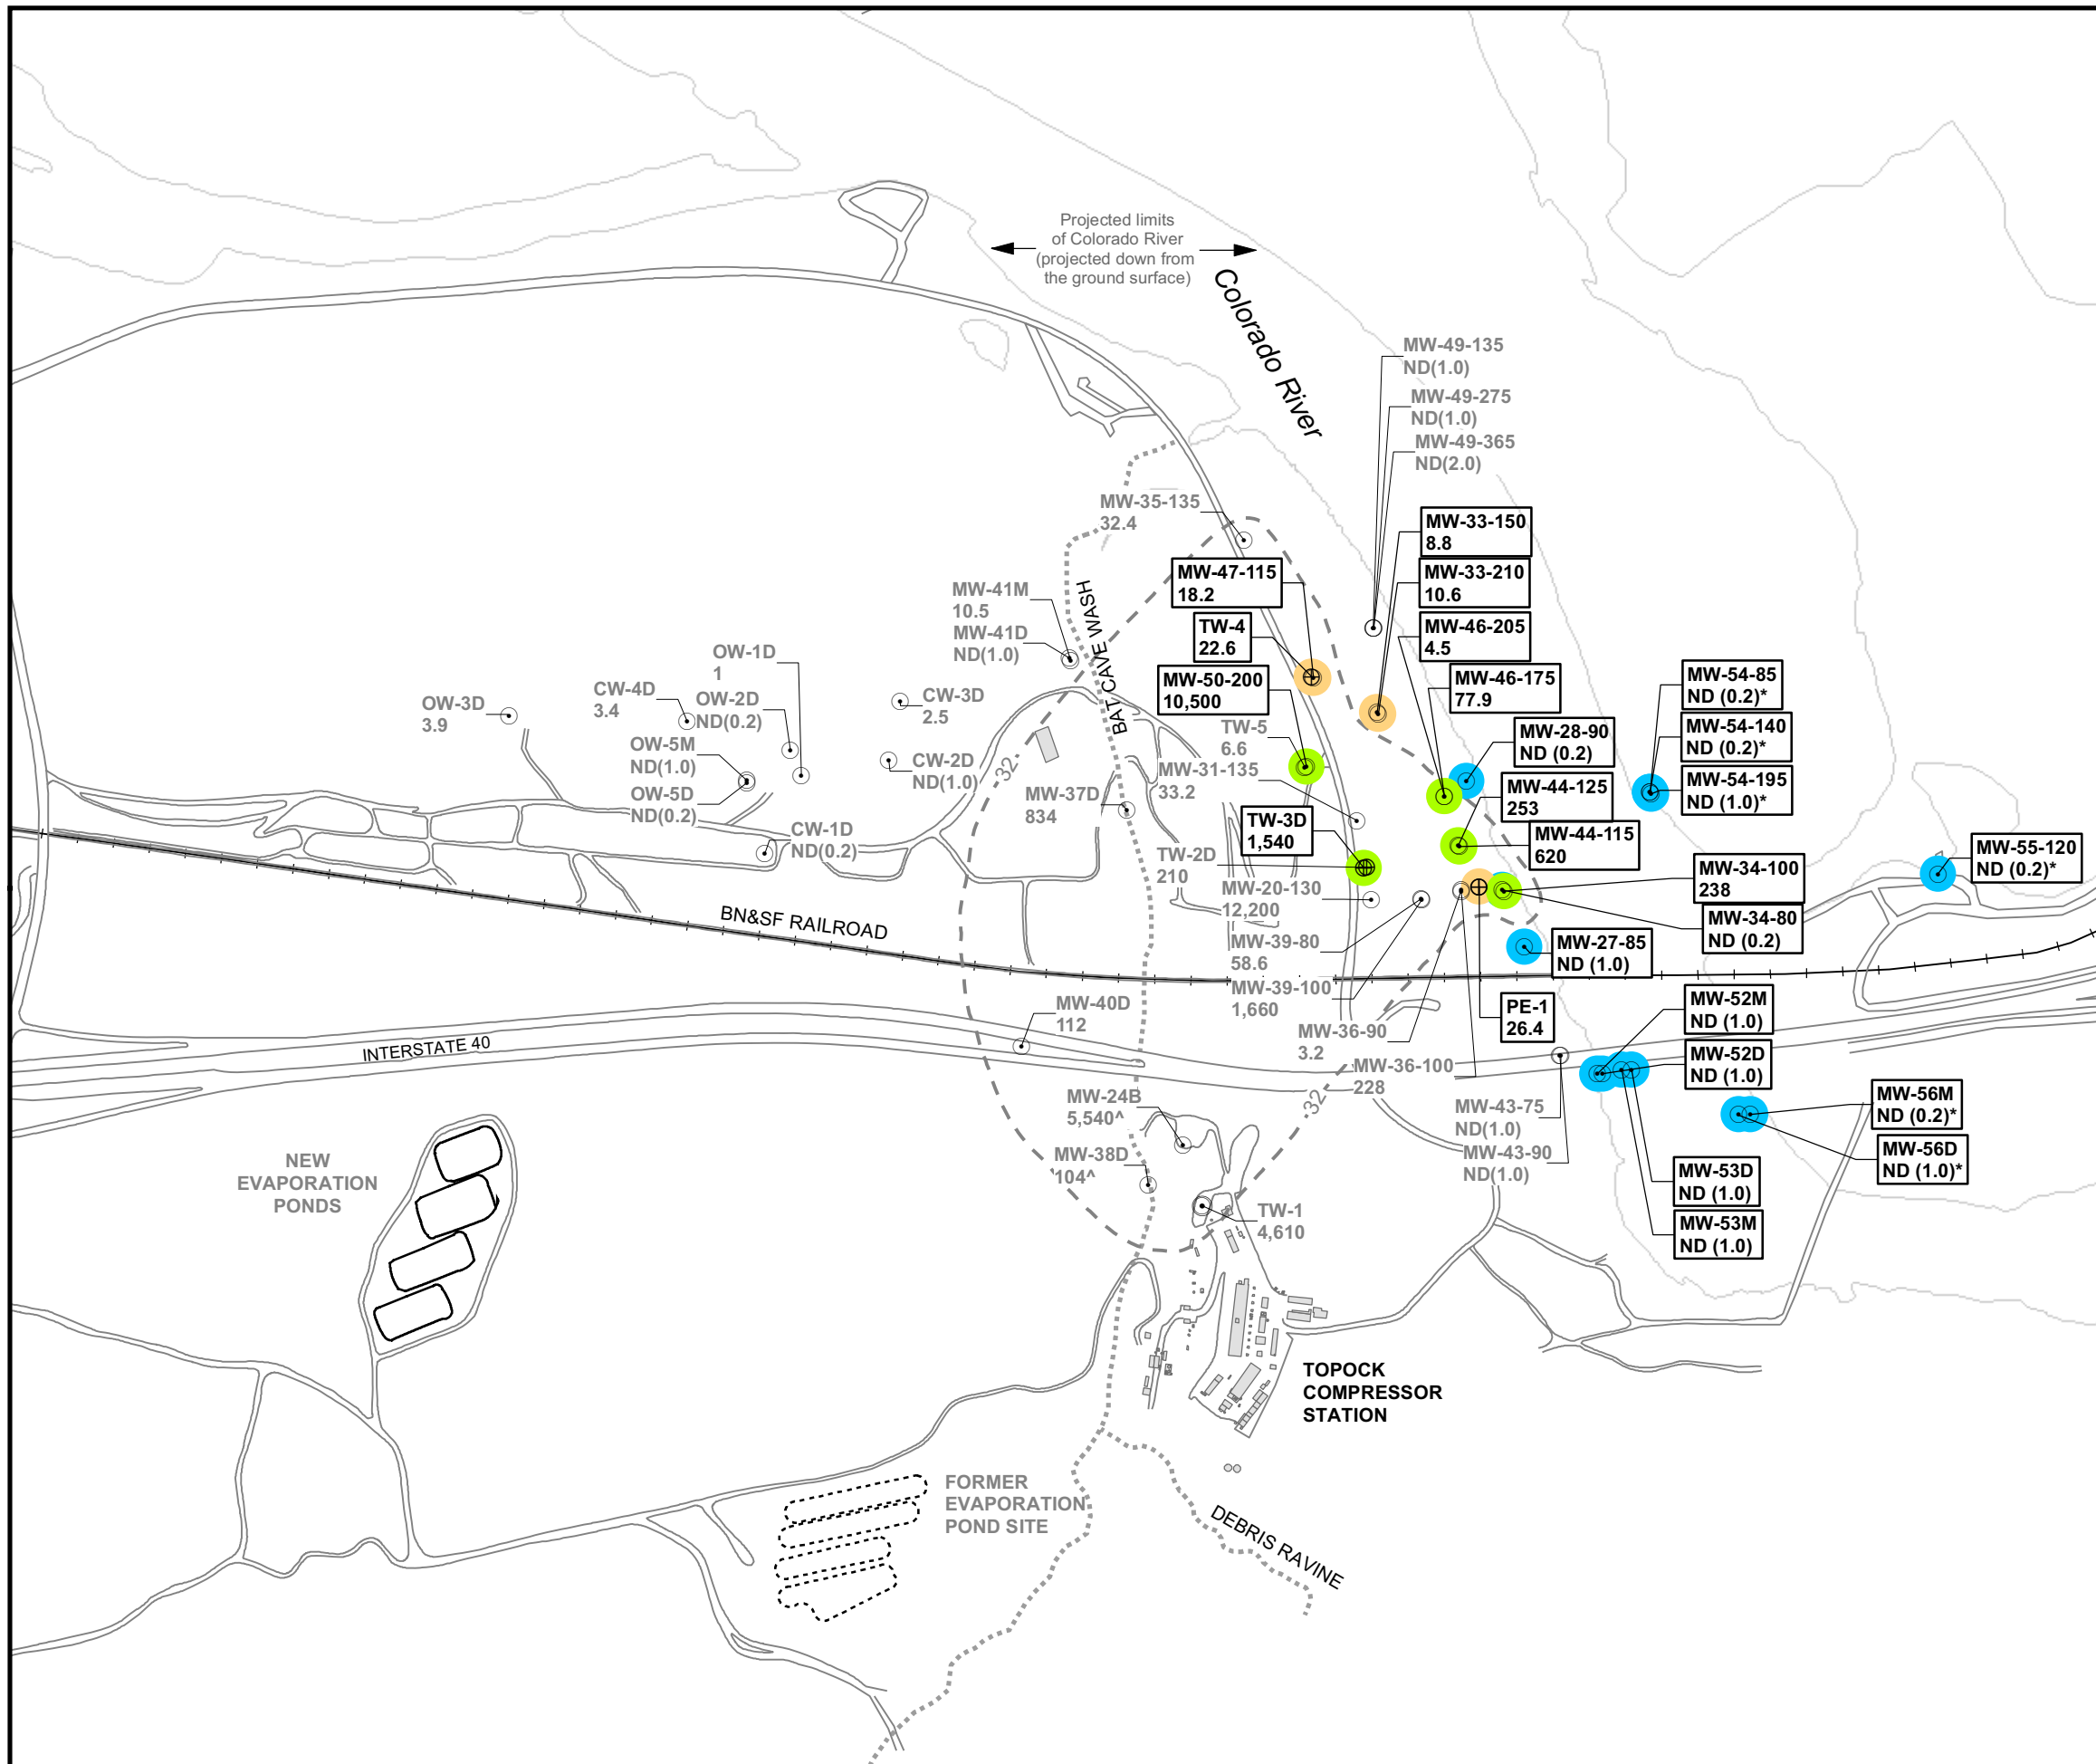 Projected limits
of Colorado River
(projected down from
the ground surface)
Colorado River
MW-49-135
ND(1.0)
MW-49-275
ND(1.0)
MW-49-365
ND(2.0)
MW-35-135
32.4
MW-33-150
8.8
MW-33-210
10.6
MW-47-115
18.2
MW-41M
10.5
MW-41D
ND(1.0)
BAT CAVE WASH
TW-4
22.6
MW-46-205
4.5
MW-50-200
10,500
MW-46-175
77.9
MW-54-85
ND (0.2)*
MW-54-140
ND (0.2)*
MW-54-195
ND (1.0)*
OW-1D
1
OW-3D
3.9
CW-4D
3.4
OW-2D
ND(0.2)
CW-3D
2.5
OW-5M
ND(1.0)
OW-5D
ND(0.2)
CW-2D
ND(1.0)
CW-1D
ND(0.2)
32
MW-37D
834
TW-5
6.6
MW-31-135
33.2
MW-28-90
ND (0.2)
MW-44-125
253
MW-44-115
620
TW-3D
1,540
TW-2D
210
MW-20-130
12,200
MW-34-100
238
MW-34-80
ND (0.2)
MW-55-120
ND (0.2)*
BN&SF RAILROAD
MW-39-80
58.6
MW-39-100
1,660
MW-27-85
ND (1.0)
MW-40D
112
INTERSTATE 40
MW-36-90
3.2
PE-1
26.4
MW-36-100
228
MW-52M
ND (1.0)
MW-52D
ND (1.0)
MW-24B
5,540^
32
MW-43-75
ND(1.0)
MW-43-90
ND(1.0)
MW-56M
ND (0.2)*
MW-56D
ND (1.0)*
MW-38D
104^
MW-53D
ND (1.0)
MW-53M
ND (1.0)
TW-1
4,610
NEW
EVAPORATION
PONDS
TOPOCK
COMPRESSOR
STATION
FORMER
EVAPORATION
POND SITE
DEBRIS RAVINE